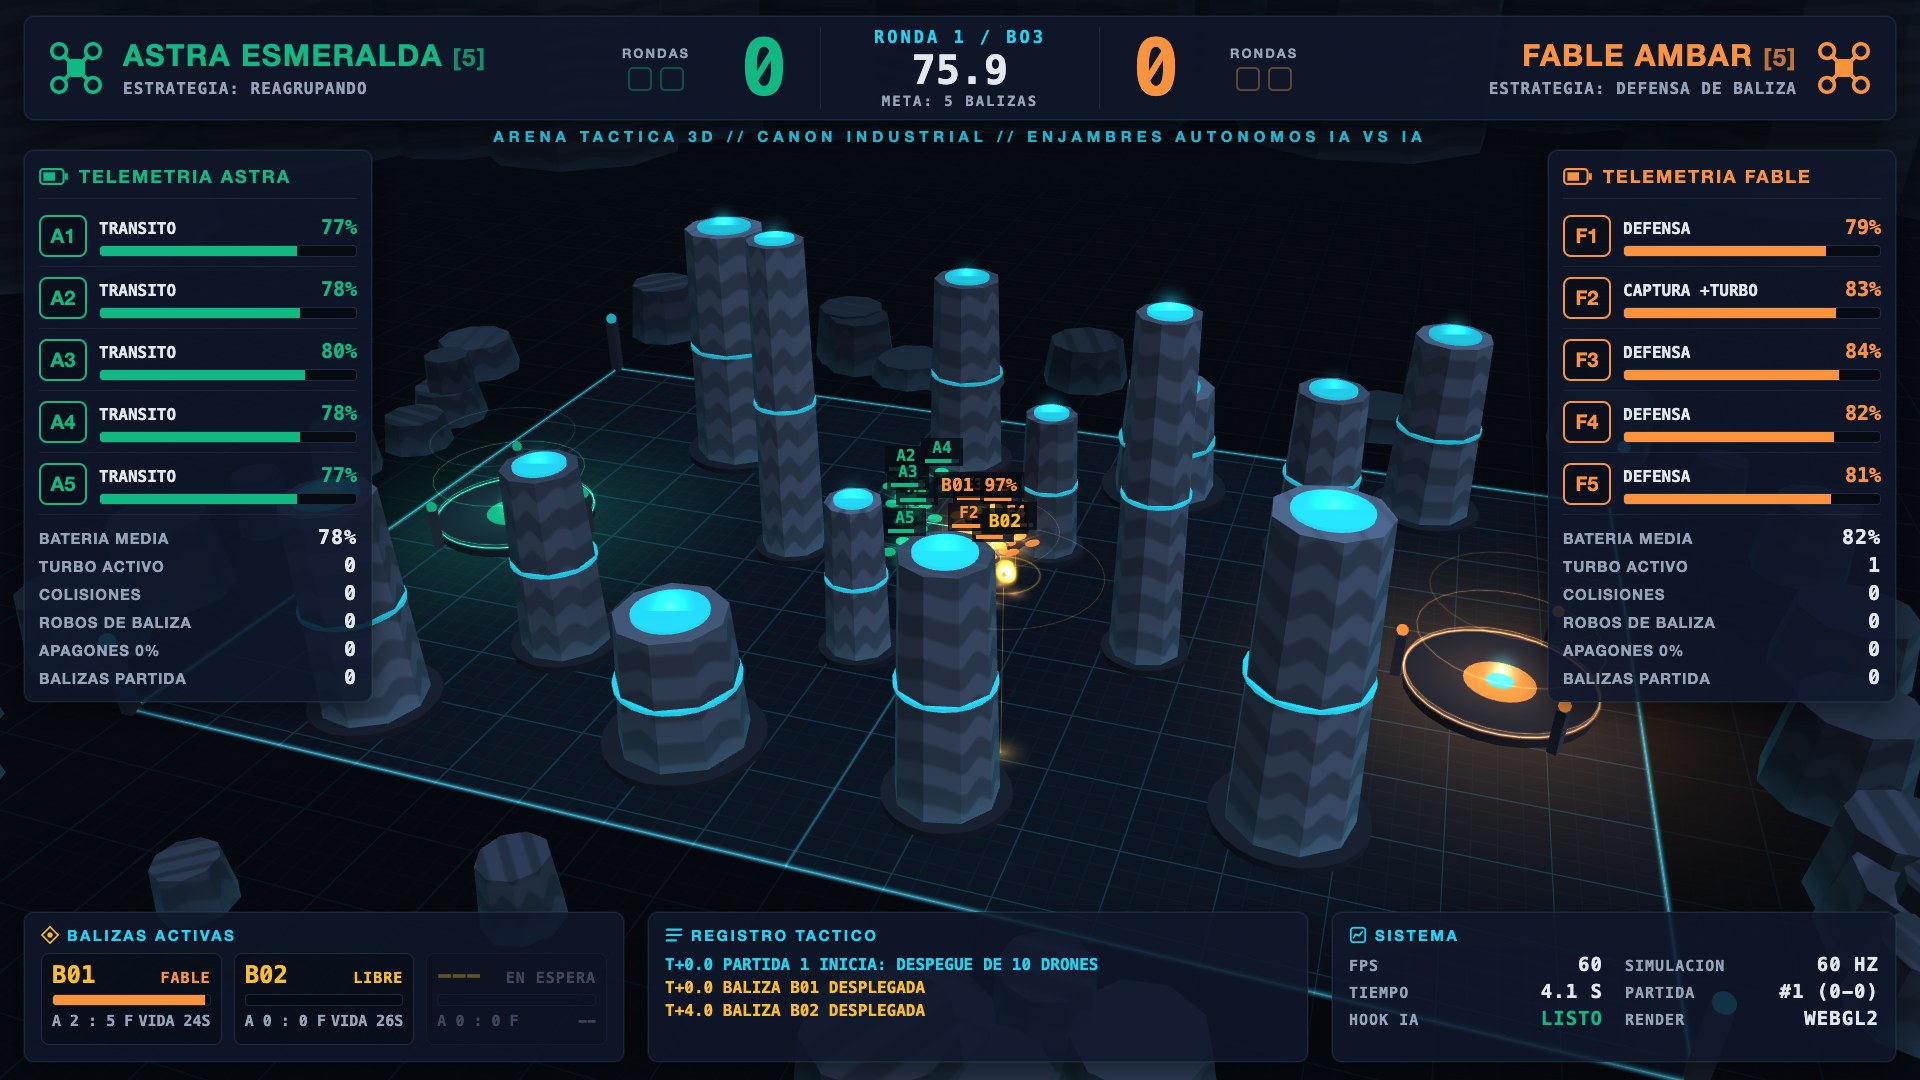 ASTRA ESMERALDA [5]
ESTRATEGIA: REAGRUPANDO
RONDAS
0
RONDA 1 / BO3
75.9
META: 5 BALIZAS
0
RONDAS
FABLE AMBAR [5]
ESTRATEGIA: DEFENSA DE BALIZA
ARENA TACTICA 3D // CANON INDUSTRIAL // ENJAMBRES AUTONOMOS IA VS IA
TELEMETRIA ASTRA
A1 TRANSITO 77%
A2 TRANSITO 78%
A3 TRANSITO 80%
A4 TRANSITO 78%
A5 TRANSITO 77%
BATERIA MEDIA 78%
TURBO ACTIVO 0
COLISIONES 0
ROBOS DE BALIZA 0
APAGONES 0% 0
BALIZAS PARTIDA 0
A4
A2
A3
B01 97%
A5
F2
B02
TELEMETRIA FABLE
F1 DEFENSA 79%
F2 CAPTURA +TURBO 83%
F3 DEFENSA 84%
F4 DEFENSA 82%
F5 DEFENSA 81%
BATERIA MEDIA 82%
TURBO ACTIVO 1
COLISIONES 0
ROBOS DE BALIZA 0
APAGONES 0% 0
BALIZAS PARTIDA 0
BALIZAS ACTIVAS
B01 FABLE
A 2 : 5 F VIDA 24S
B02 LIBRE
A 0 : 0 F VIDA 26S
--- EN ESPERA
A 0 : 0 F --
REGISTRO TACTICO
T+0.0 PARTIDA 1 INICIA: DESPEGUE DE 10 DRONES
T+0.0 BALIZA B01 DESPLEGADA
T+4.0 BALIZA B02 DESPLEGADA
SISTEMA
FPS 60 SIMULACION 60 HZ
TIEMPO 4.1 S PARTIDA #1 (0-0)
HOOK IA LISTO RENDER WEBGL2